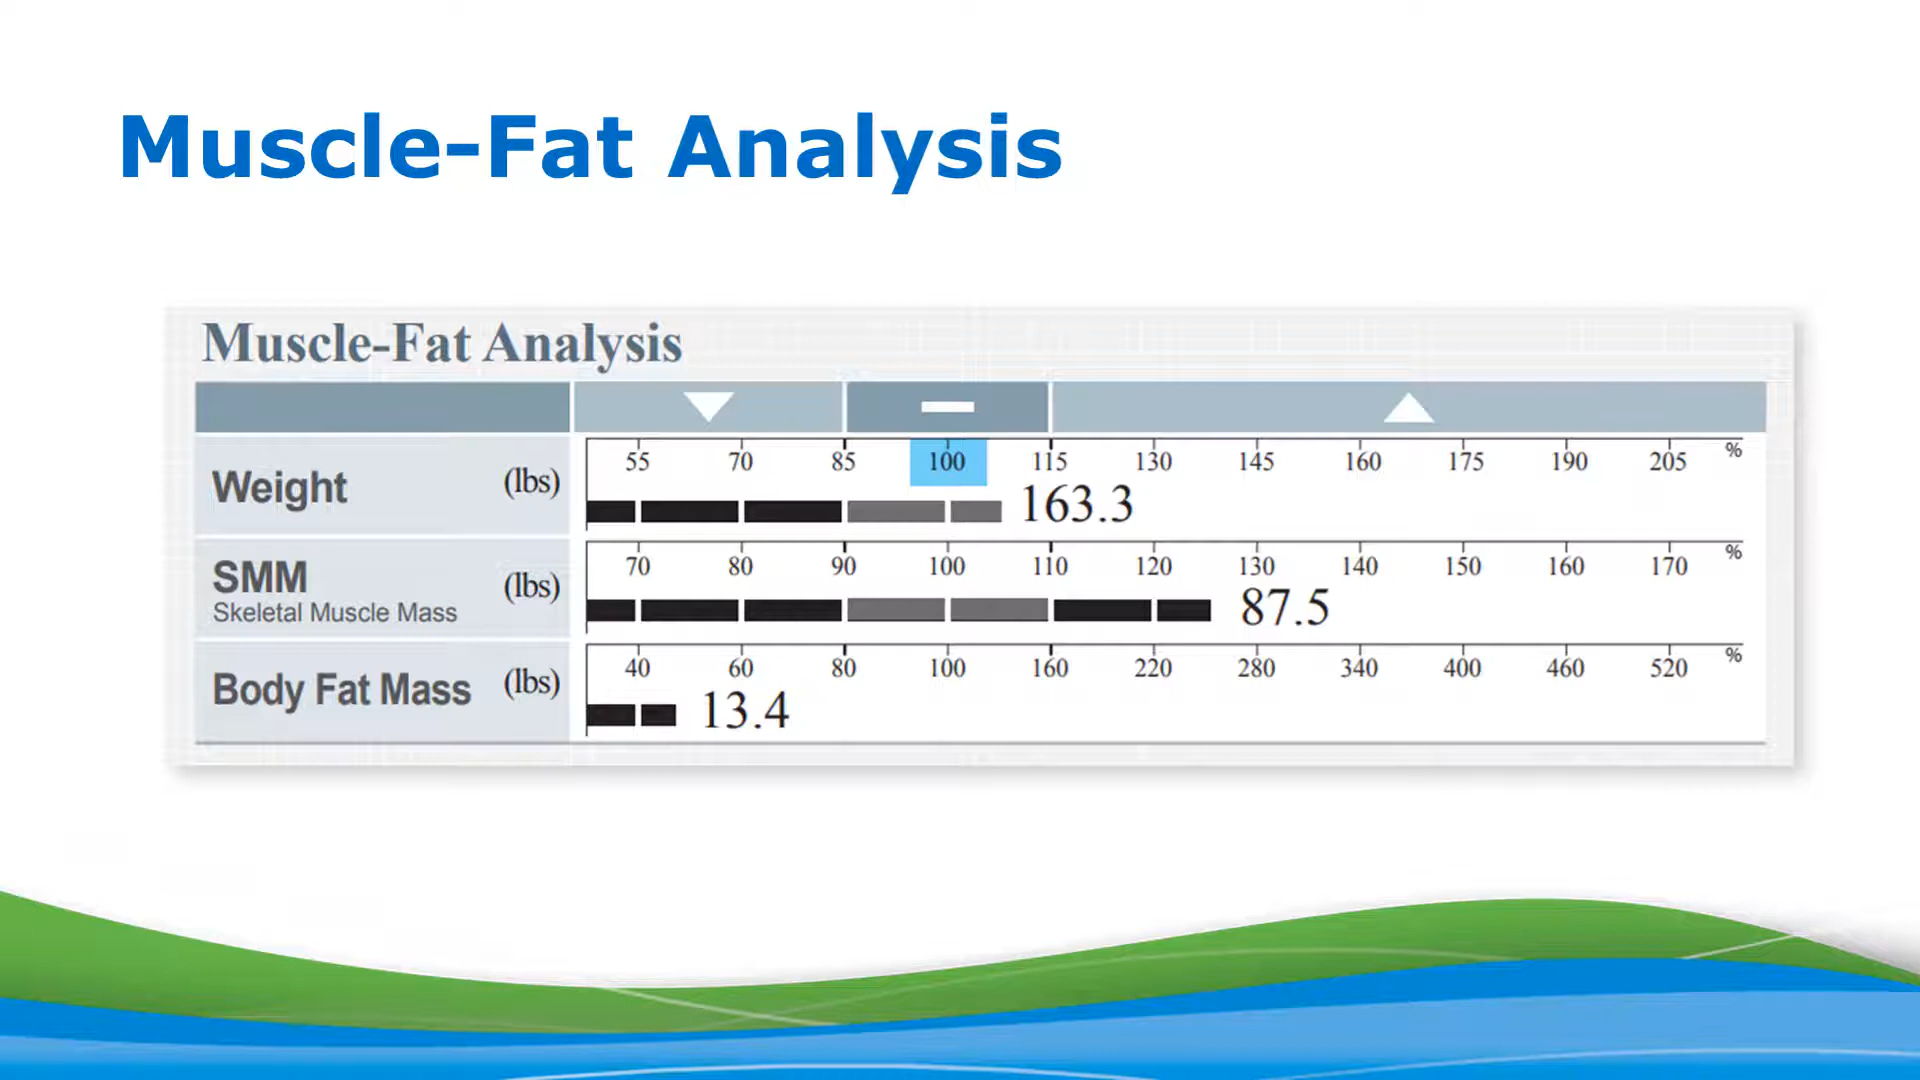 Muscle-Fat Analysis
Muscle-Fat Analysis
Weight (lbs) 55 70 85 100 115 130 145 160 175 190 205 %
163.3
SMM (lbs) 70 80 90 100 110 120 130 140 150 160 170 %
Skeletal Muscle Mass 87.5
Body Fat Mass (lbs) 40 60 80 100 160 220 280 340 400 460 520 %
13.4